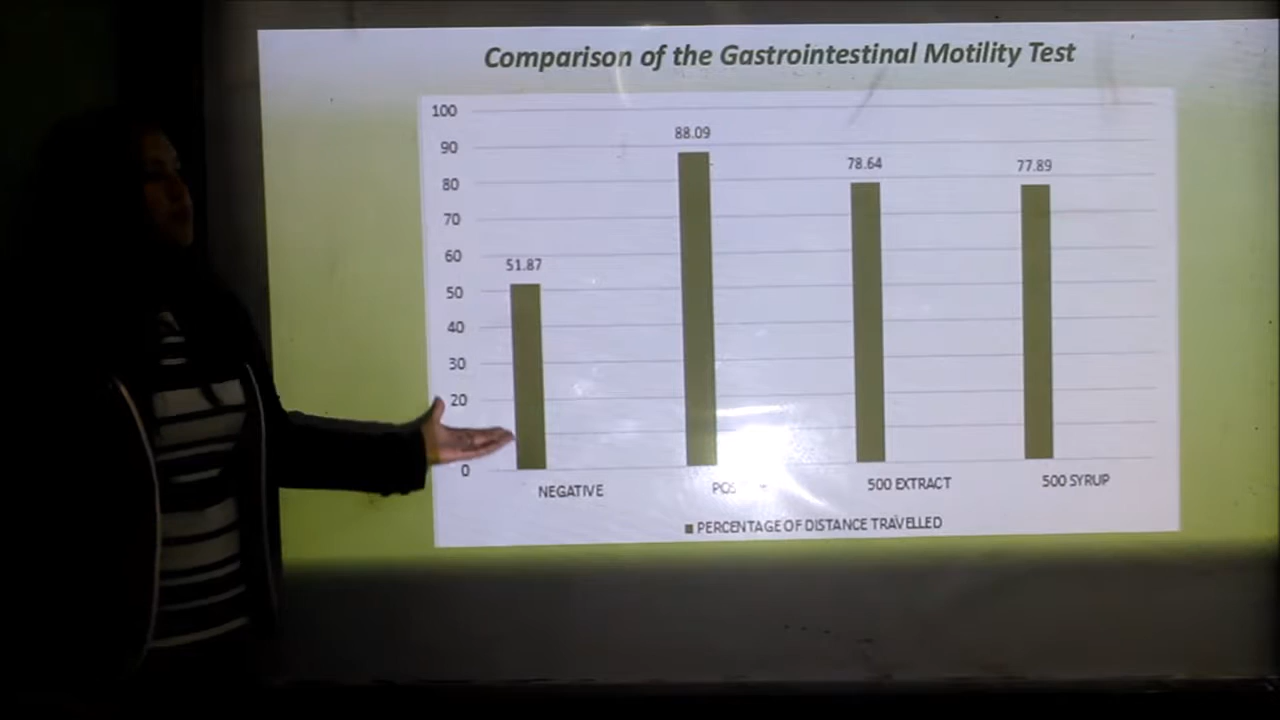 Comparison of the Gastrointestinal Motility Test
100
90
80
70
60
50
40
30
20
0
51.87
88.09
78.64
77.89
NEGATIVE
500 EXTRACT
500 SYRUP
PERCENTAGE OF DISTANCE TRAVELLED